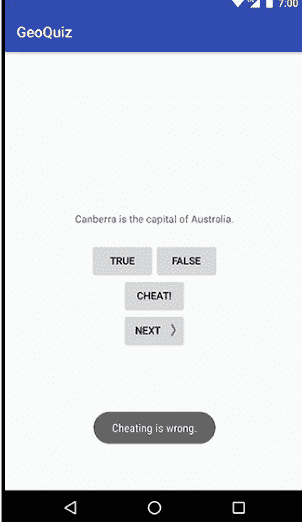 7:00
GeoQuiz
Canberra is the capital of Australia.
TRUE FALSE
CHEAT!
NEXT
Cheating is wrong.